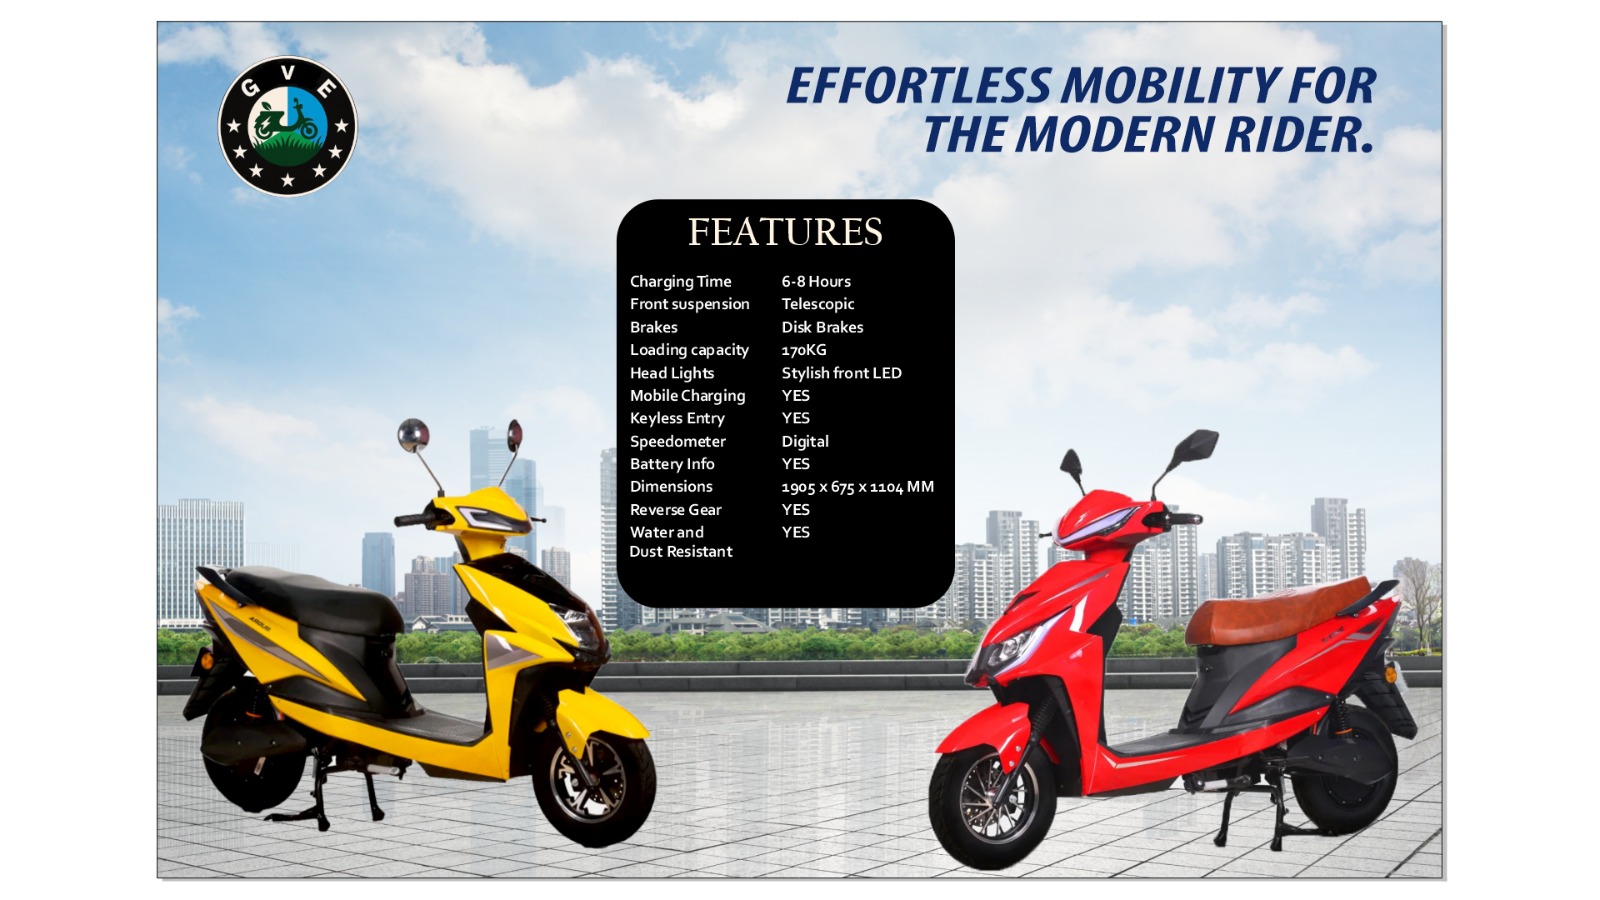 G V E
EFFORTLESS MOBILITY FOR
THE MODERN RIDER.
FEATURES
Charging Time 6-8 Hours
Front suspension Telescopic
Brakes Disk Brakes
Loading capacity 170KG
Head Lights Stylish front LED
Mobile Charging YES
Keyless Entry YES
Speedometer Digital
Battery Info YES
Dimensions 1905 x 675 x 1104 MM
Reverse Gear YES
Water and YES
Dust Resistant